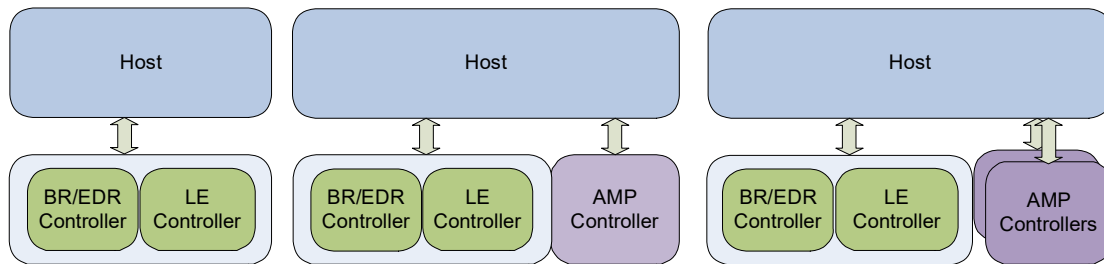 Host
Host
Host
BR/EDR
Controller
LE
Controller
BR/EDR
Controller
LE
Controller
AMP
Controller
BR/EDR
Controller
LE
Controller
AMP
Controllers